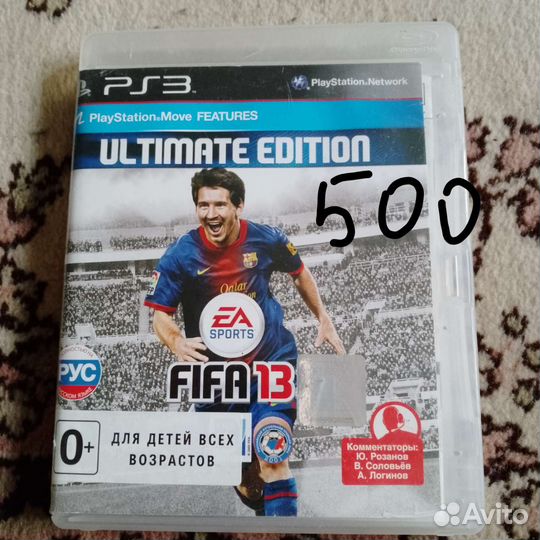 PS3
PlayStation®Network
PlayStation®Move FEATURES
ULTIMATE EDITION
500
Qatar
EA
SPORTS
FIFA 13
РУС
0+
ДЛЯ ДЕТЕЙ ВСЕХ
ВОЗРАСТОВ
Комментаторы:
Ю. Розанов
В. Соловьёв
А. Логинов
Avito